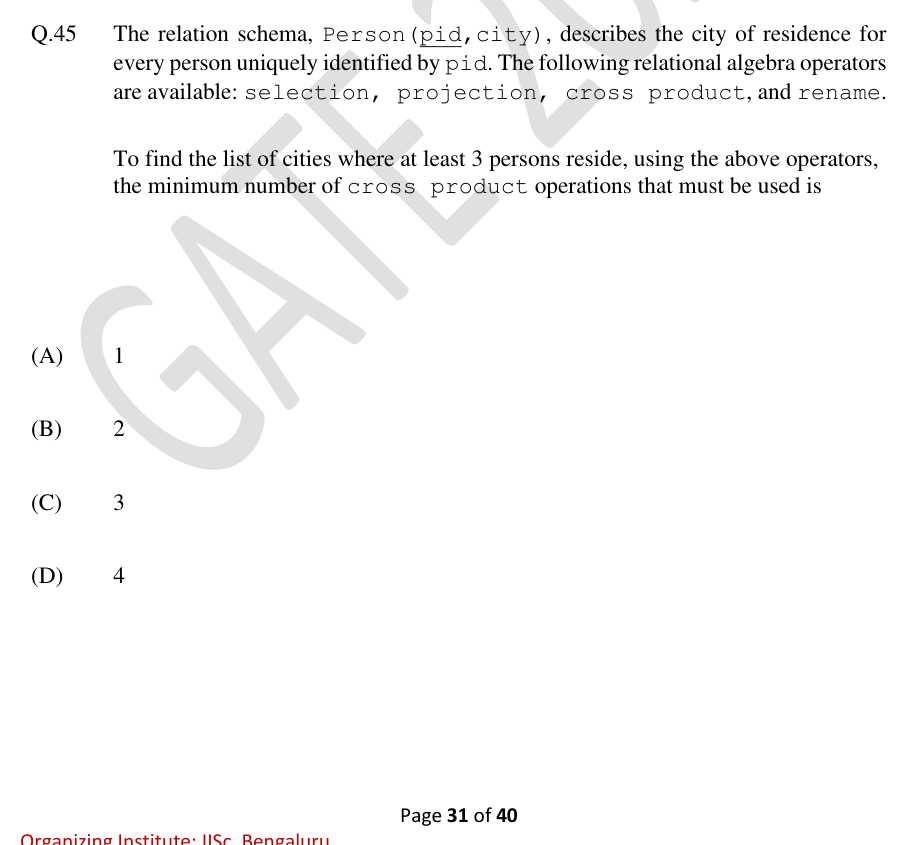 Q.45 The relation schema, Person(pid,city), describes the city of residence for
every person uniquely identified by pid. The following relational algebra operators
are available: selection, projection, cross product, and rename.
To find the list of cities where at least 3 persons reside, using the above operators,
the minimum number of cross product operations that must be used is
(A) 1
(B) 2
(C) 3
(D) 4
Page 31 of 40
Organizing Institute: IISc, Bengaluru
GATE 20